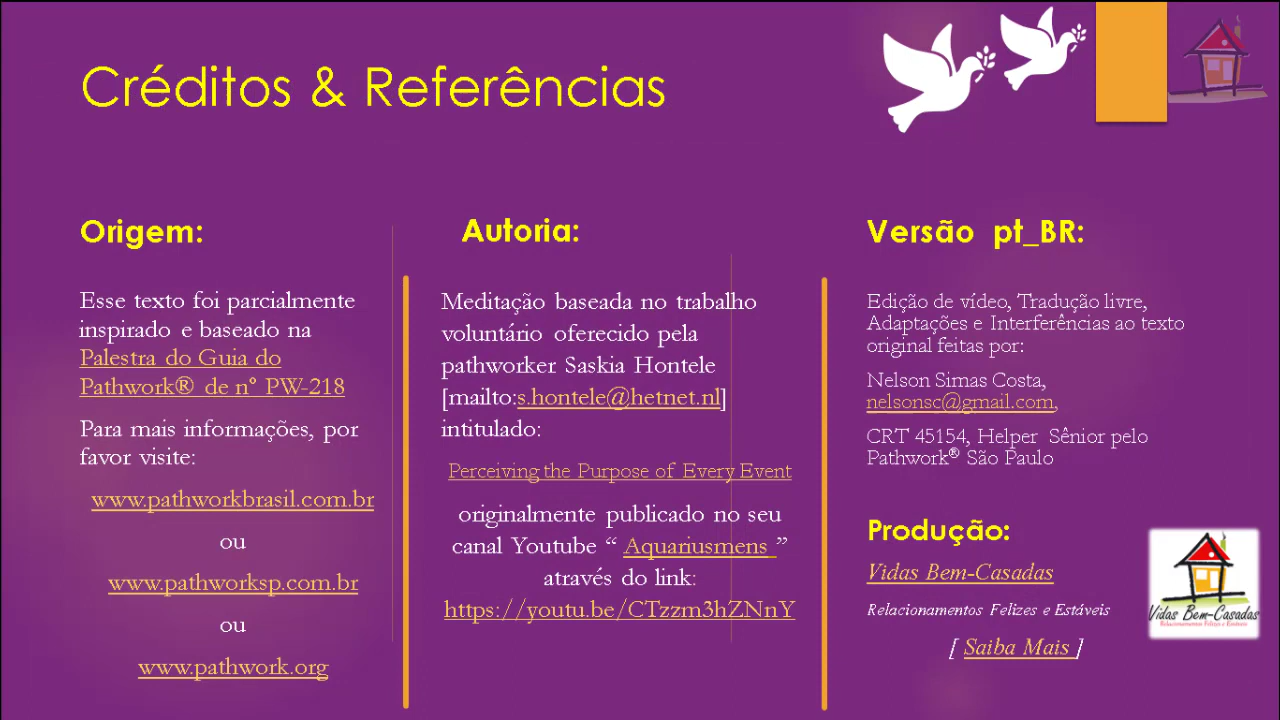 Créditos & Referências
Origem:
Esse texto foi parcialmente
inspirado e baseado na
Palestra do Guia do
Pathwork® de nº PW-218
Para mais informações, por
favor visite:
www.pathworkbrasil.com.br
ou
www.pathworksp.com.br
ou
www.pathwork.org
Autoria:
Meditação baseada no trabalho
voluntário oferecido pela
pathworker Saskia Hontele
[mailto:s.hontele@hetnet.nl]
intitulado:
Perceiving the Purpose of Every Event
originalmente publicado no seu
canal Youtube “ Aquariusmens ”
através do link:
https://youtu.be/CTzzm3hZNnY
Versão pt_BR:
Edição de vídeo, Tradução livre,
Adaptações e Interferências ao texto
original feitas por:
Nelson Simas Costa,
nelsonsc@gmail.com,
CRT 45154, Helper Sênior pelo
Pathwork® São Paulo
Produção:
Vidas Bem-Casadas
Relacionamentos Felizes e Estáveis
[ Saiba Mais ]
Vidas Bem-Casadas
Relacionamentos Felizes e Estáveis